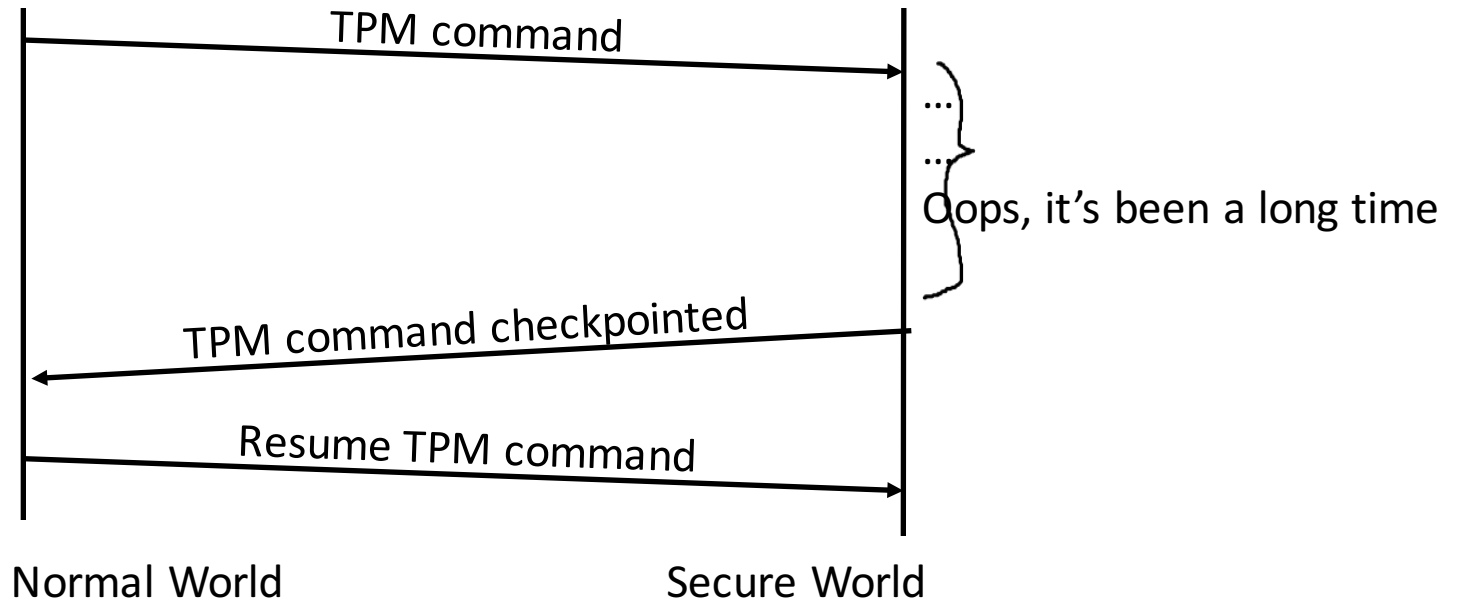 TPM command
...
...
Oops, it’s been a long time
TPM command checkpointed
Resume TPM command
Normal World
Secure World